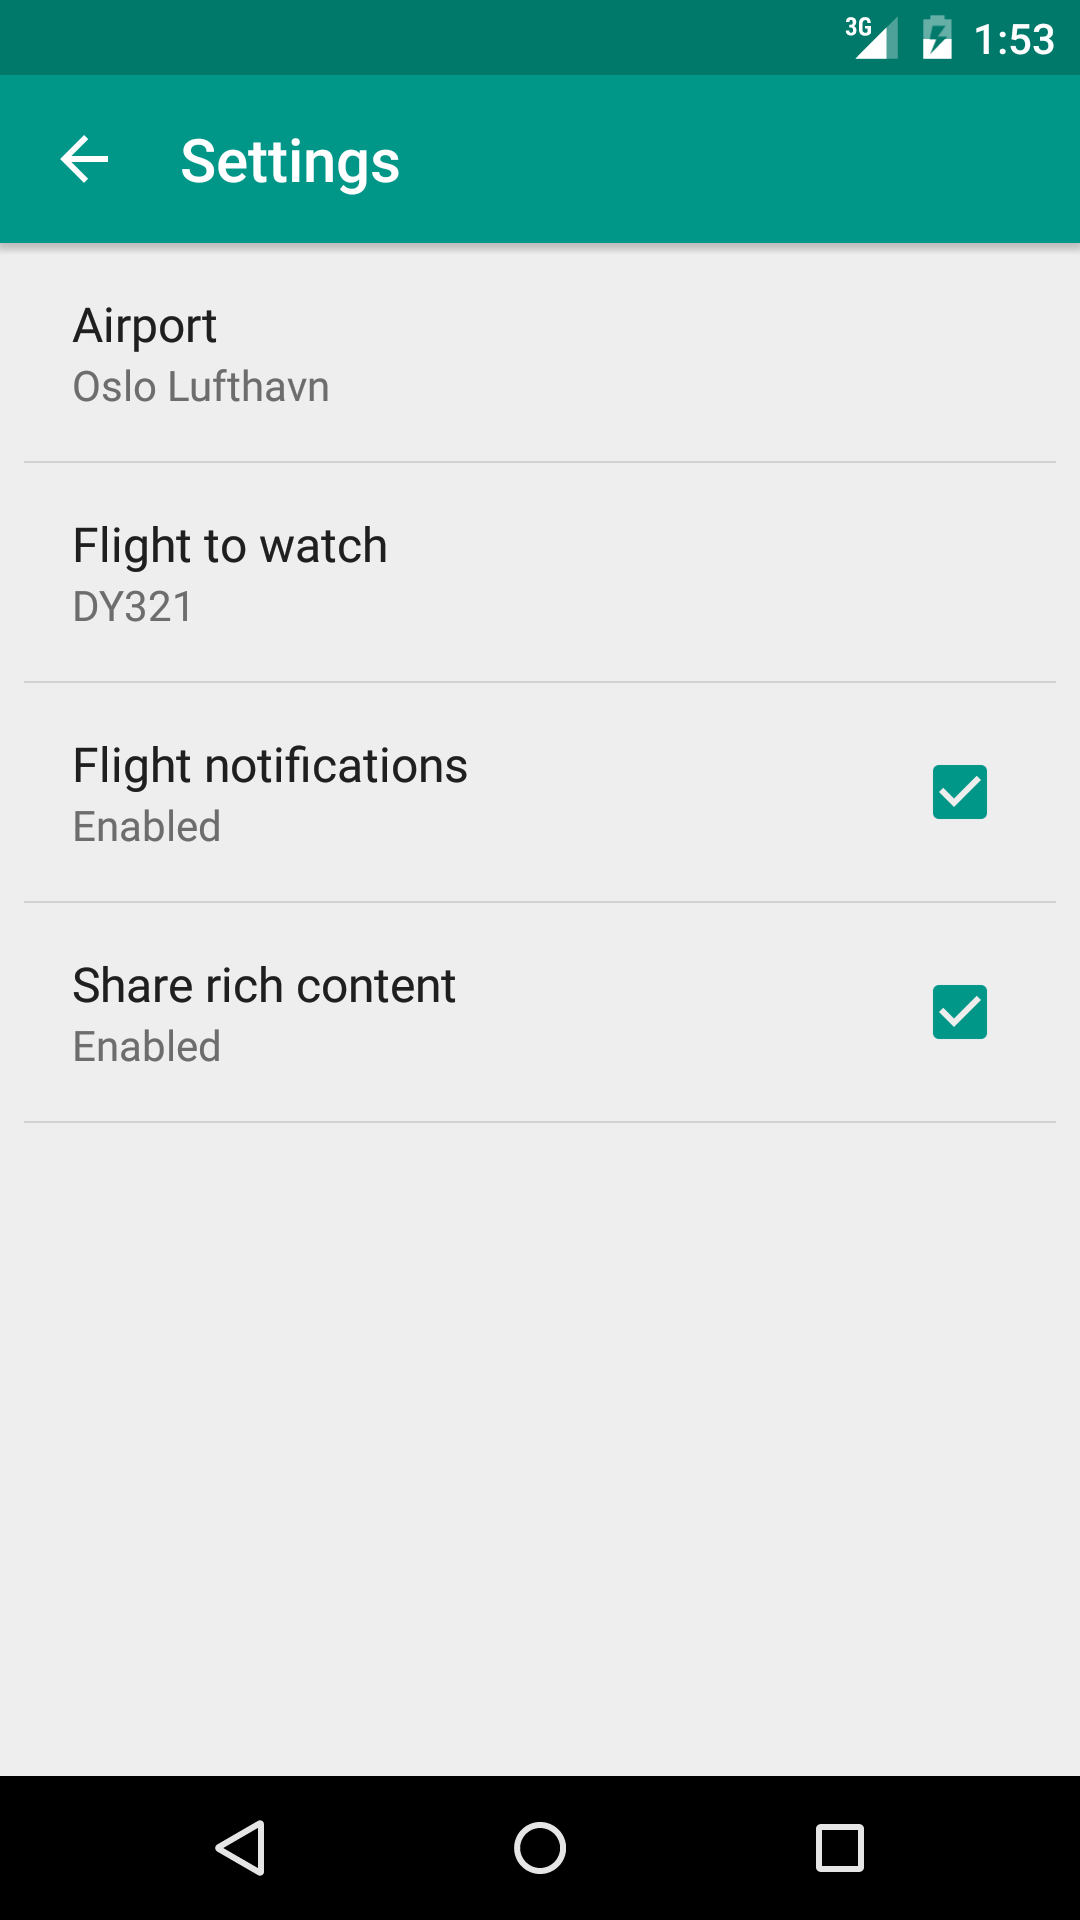 3G 1:53
Settings
Airport
Oslo Lufthavn
Flight to watch
DY321
Flight notifications
Enabled
Share rich content
Enabled